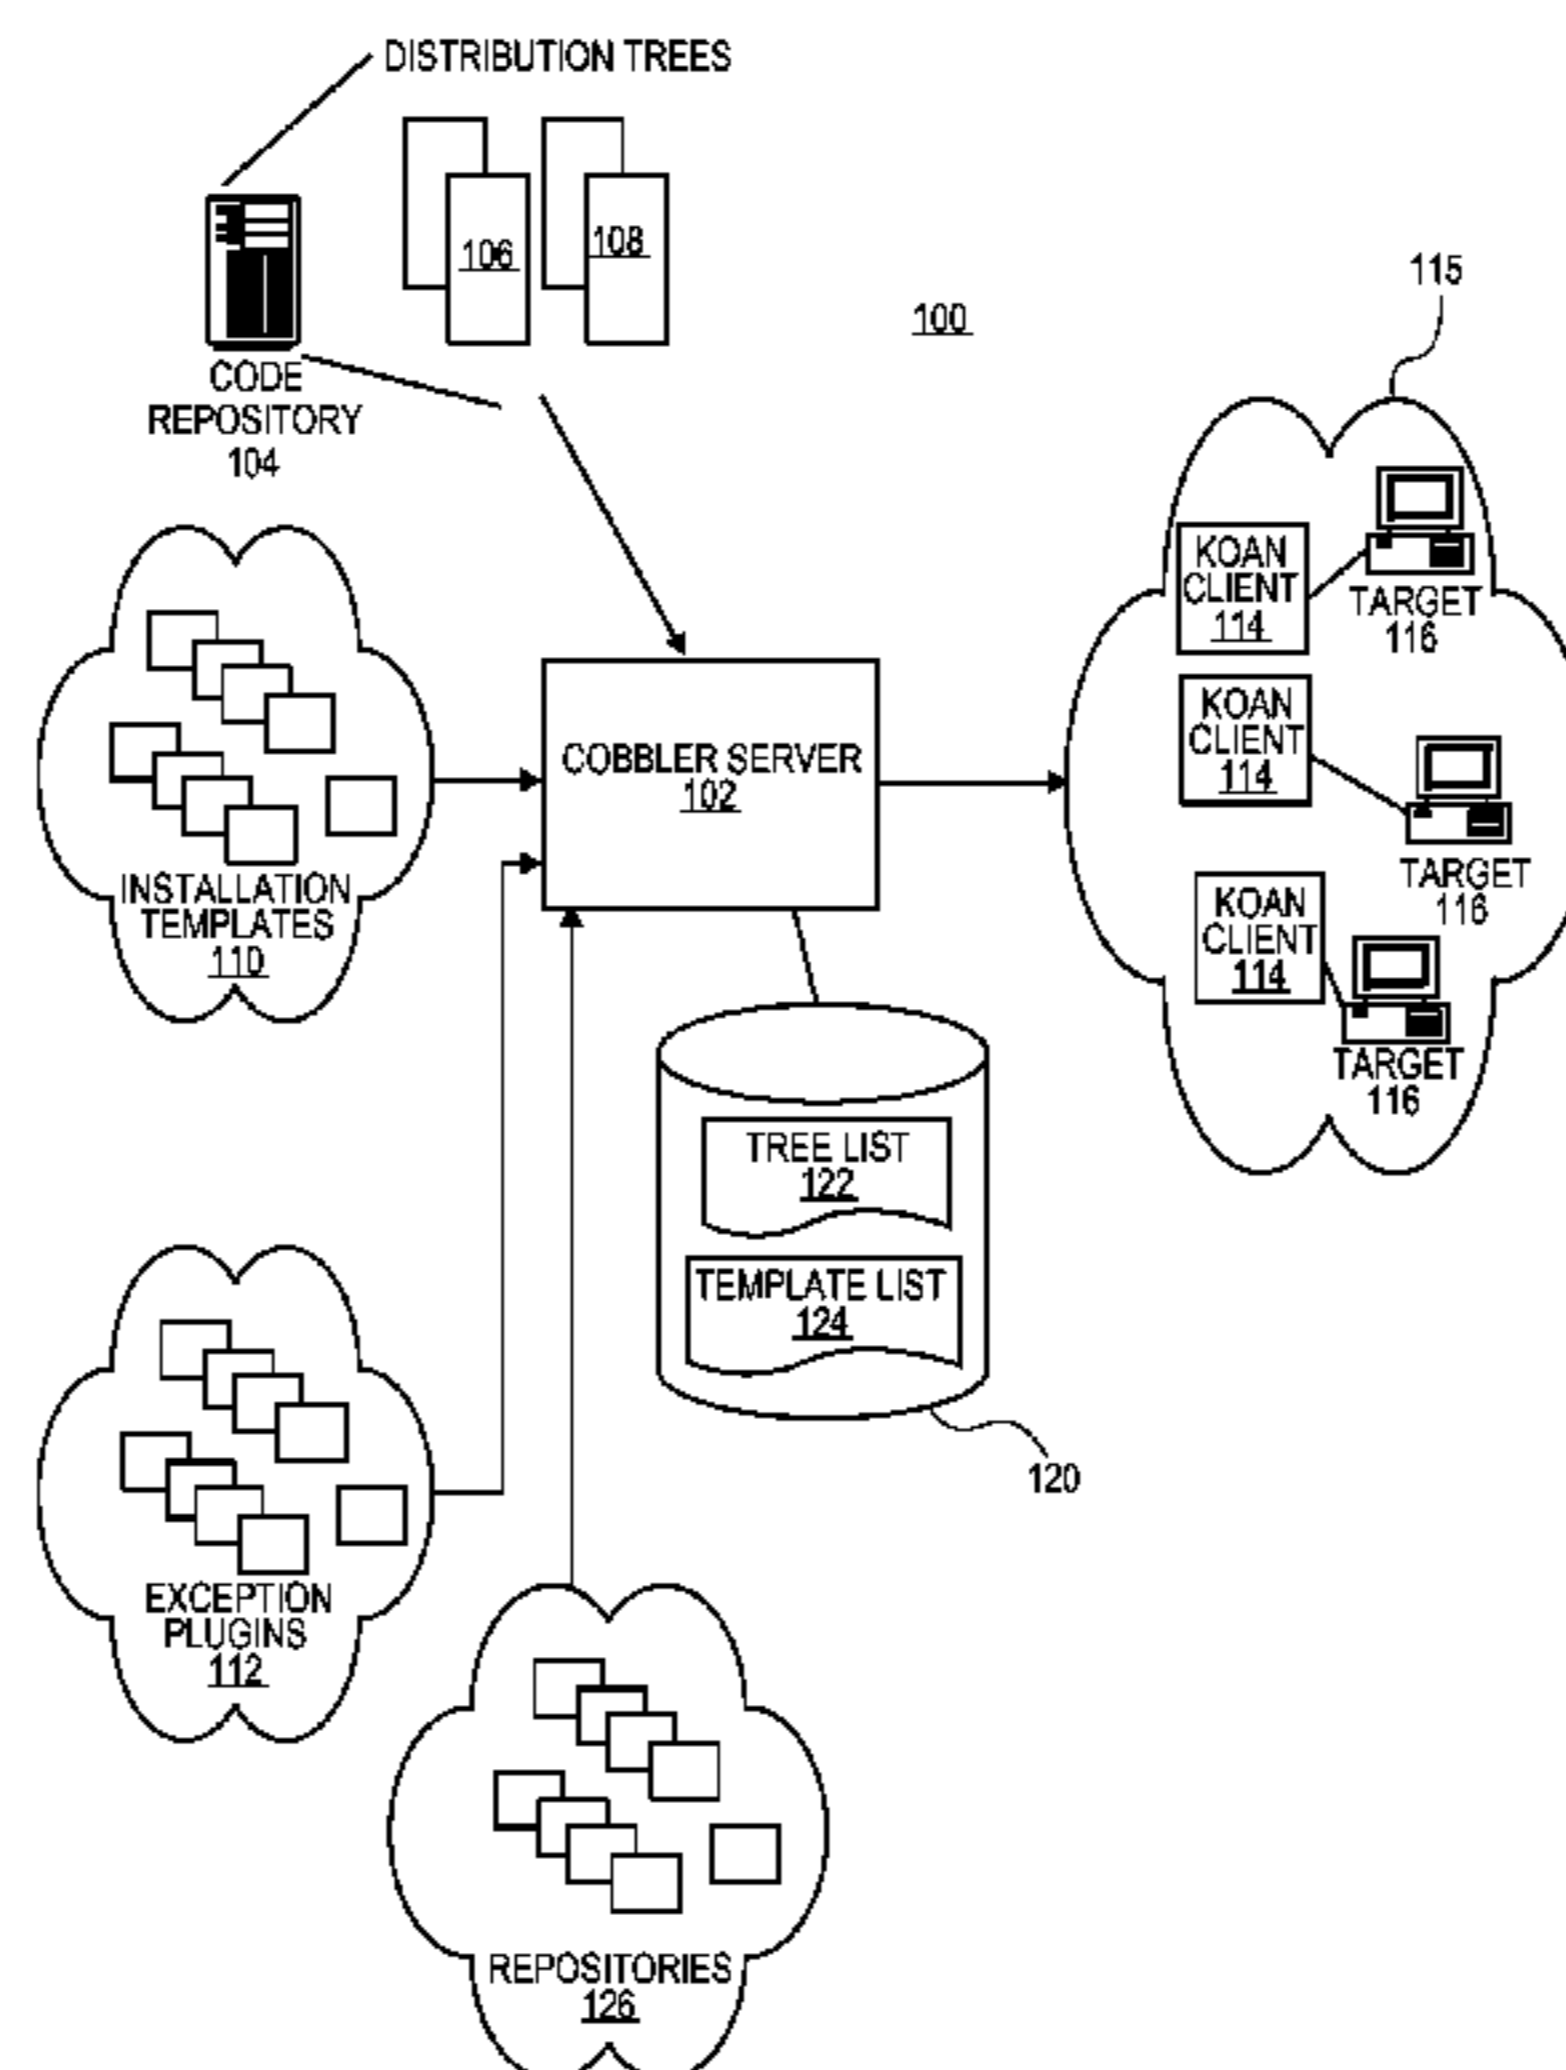 DISTRIBUTION TREES
106
108
100
115
CODE
REPOSITORY
104
KOAN
CLIENT
114
TARGET
116
KOAN
CLIENT
114
TARGET
116
KOAN
CLIENT
114
TARGET
116
COBBLER SERVER
102
INSTALLATION
TEMPLATES
110
TREE LIST
122
TEMPLATE LIST
124
120
EXCEPTION
PLUGINS
112
REPOSITORIES
126